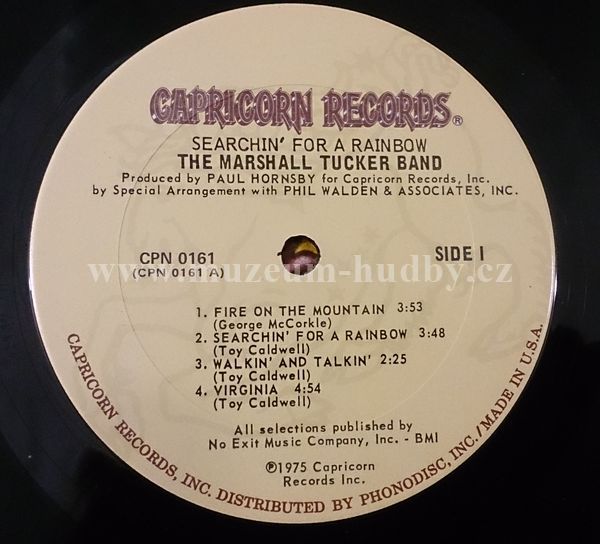 CAPRICORN RECORDS®
SEARCHIN' FOR A RAINBOW
THE MARSHALL TUCKER BAND
Produced by PAUL HORNSBY for Capricorn Records, Inc.
by Special Arrangement with PHIL WALDEN & ASSOCIATES, INC.
CPN 0161
(CPN 0161 A)
SIDE I
www.muzeum-hudby.cz
1. FIRE ON THE MOUNTAIN 3:53
(George McCorkle)
2. SEARCHIN' FOR A RAINBOW 3:48
(Toy Caldwell)
3. WALKIN' AND TALKIN' 2:25
(Toy Caldwell)
4. VIRGINIA 4:54
(Toy Caldwell)
All selections published by
No Exit Music Company, Inc. - BMI
℗1975 Capricorn
Records Inc.
CAPRICORN RECORDS, INC. DISTRIBUTED BY PHONODISC, INC./MADE IN U.S.A.